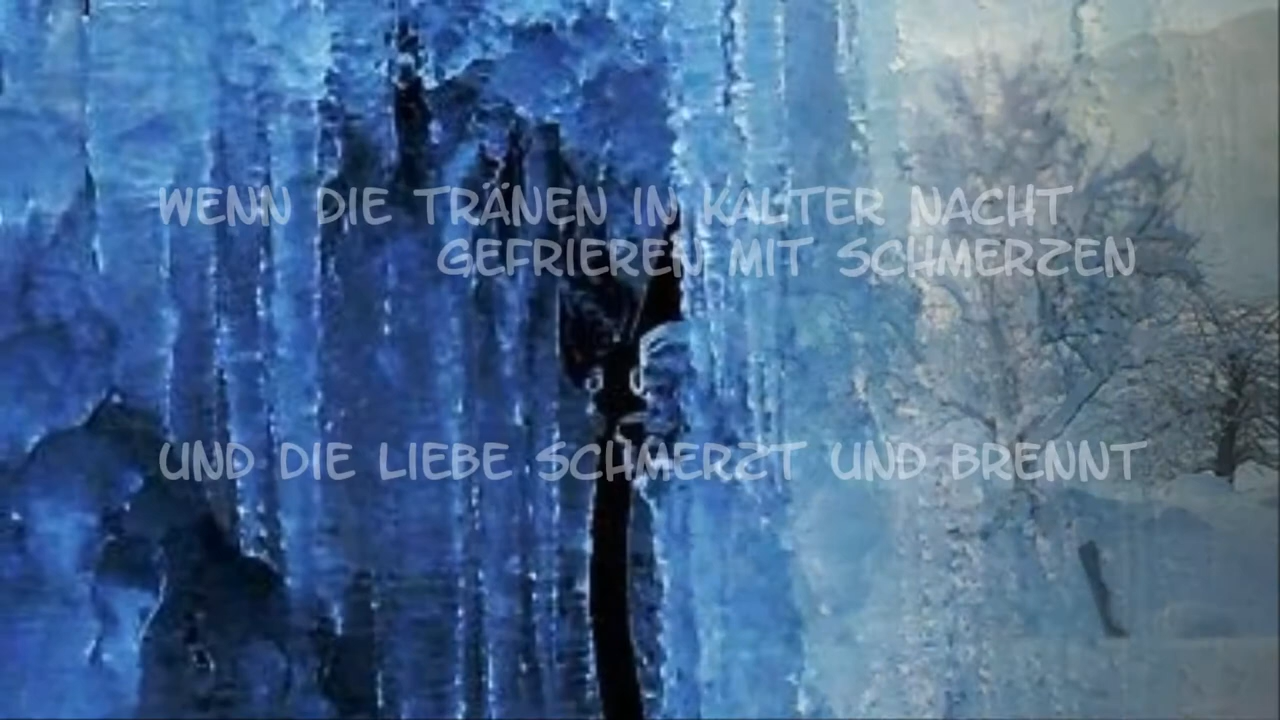 WENN DIE TRÄNEN IN KALTER NACHT
GEFRIEREN MIT SCHMERZEN
UND DIE LIEBE SCHMERZT UND BRENNT